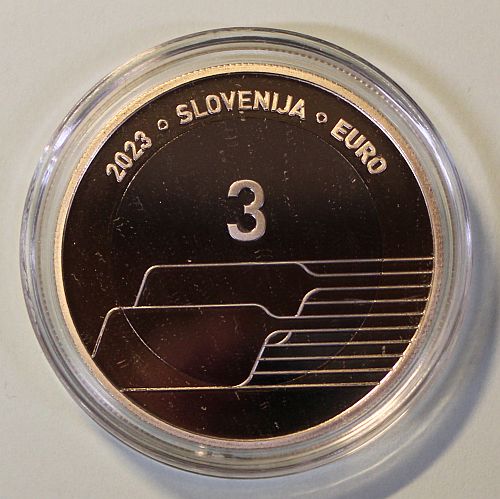 2023 ∘ SLOVENIJA ∘ EURO
3